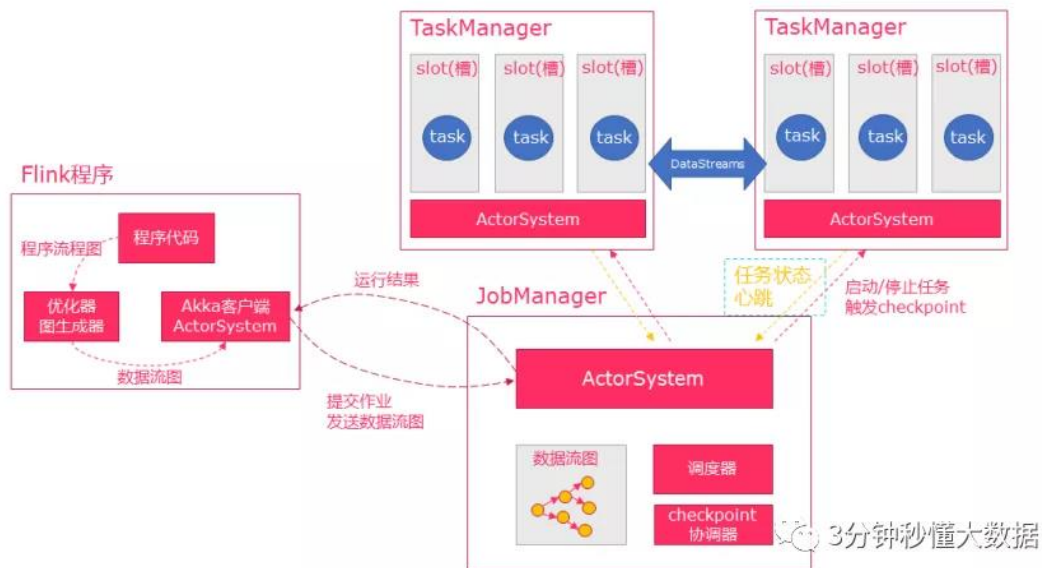 TaskManager
slot(槽)
slot(槽)
slot(槽)
task
task
task
ActorSystem
DataStreams
TaskManager
slot(槽)
slot(槽)
slot(槽)
task
task
task
ActorSystem
Flink程序
程序代码
程序流程图
优化器
图生成器
Akka客户端
ActorSystem
数据流图
运行结果
提交作业
发送数据流图
任务状态
心跳
启动/停止任务
触发checkpoint
JobManager
ActorSystem
数据流图
调度器
checkpoint
协调器
3分钟秒懂大数据